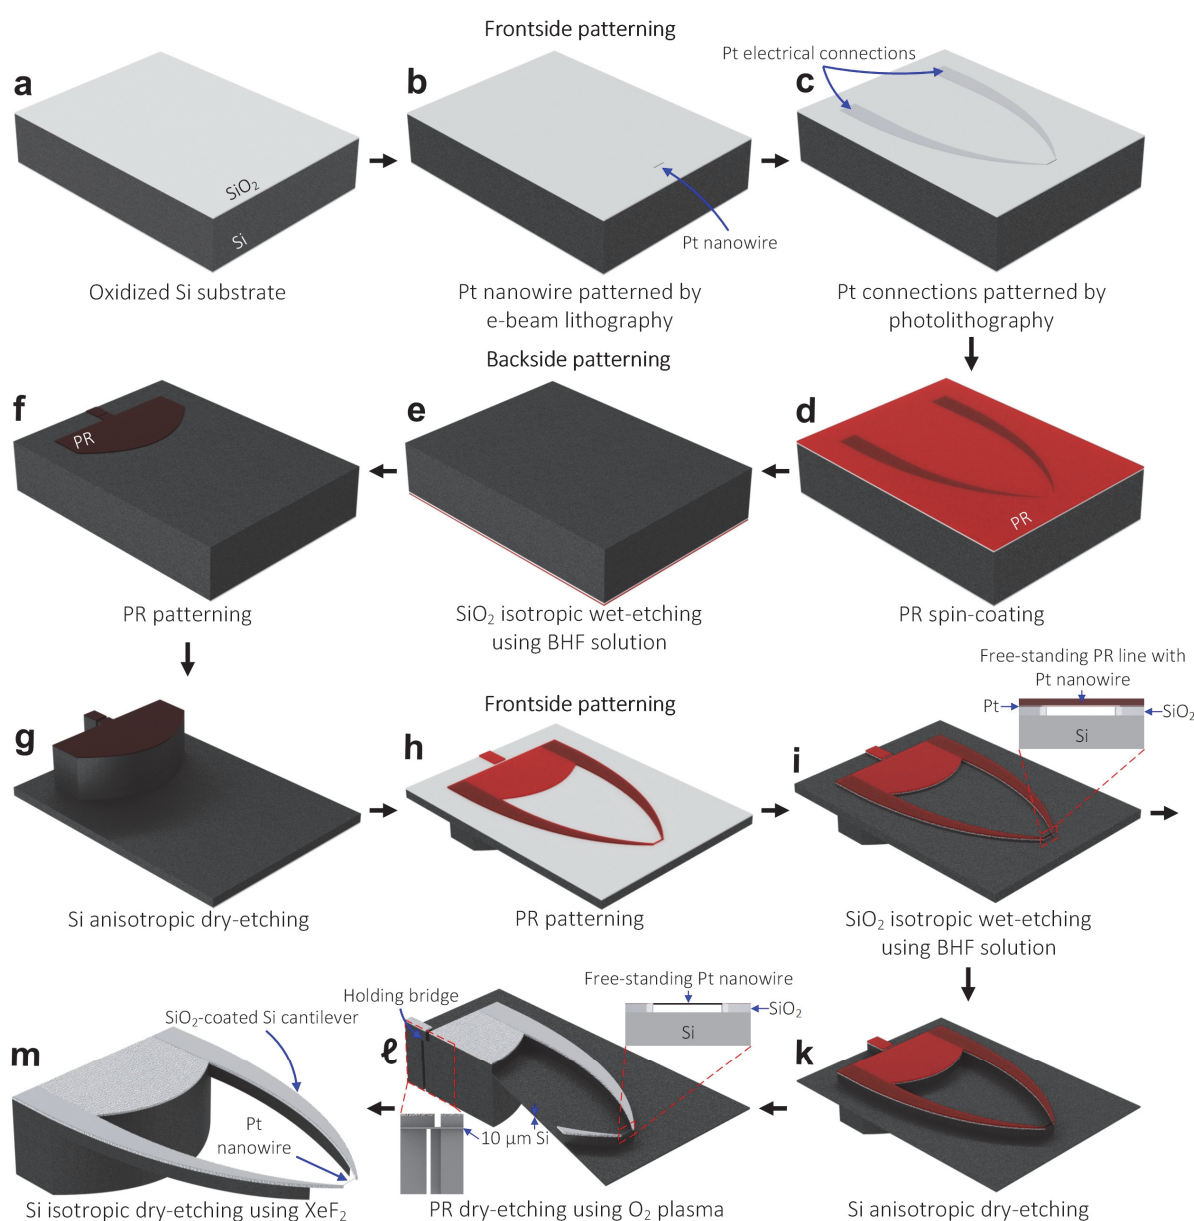 Frontside patterning
a
SiO2
Si
Oxidized Si substrate
b
Pt nanowire
Pt nanowire patterned by
e-beam lithography
Pt electrical connections
c
Pt connections patterned by
photolithography
Backside patterning
f
PR
PR patterning
e
SiO2 isotropic wet-etching
using BHF solution
d
PR
PR spin-coating
g
Si anisotropic dry-etching
Frontside patterning
h
PR patterning
Free-standing PR line with
Pt nanowire
Pt
SiO2
Si
i
SiO2 isotropic wet-etching
using BHF solution
m
SiO2-coated Si cantilever
Pt
nanowire
Si isotropic dry-etching using XeF2
Holding bridge
ℓ
Free-standing Pt nanowire
SiO2
Si
10 µm Si
PR dry-etching using O2 plasma
k
Si anisotropic dry-etching